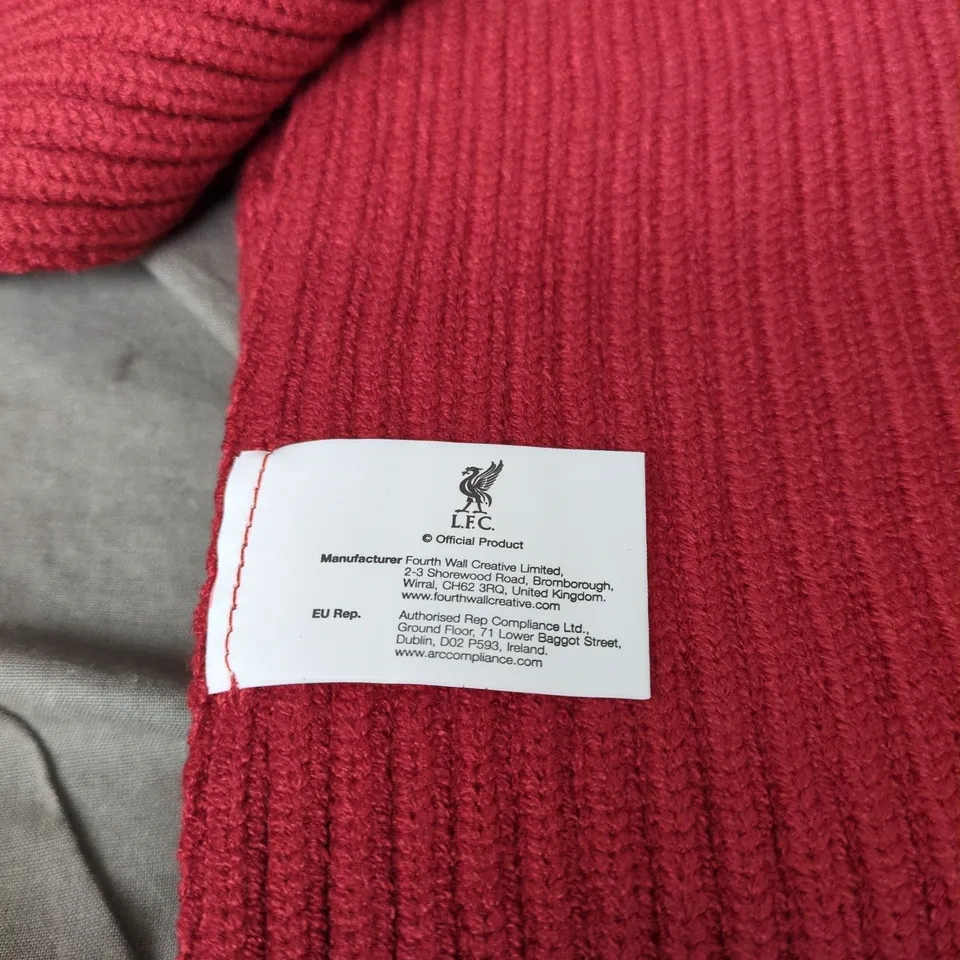 L.F.C.
© Official Product
Manufacturer Fourth Wall Creative Limited,
2-3 Shorewood Road, Bromborough,
Wirral, CH62 3RQ, United Kingdom.
www.fourthwallcreative.com
EU Rep. Authorised Rep Compliance Ltd.,
Ground Floor, 71 Lower Baggot Street,
Dublin, D02 P593, Ireland.
www.arccompliance.com